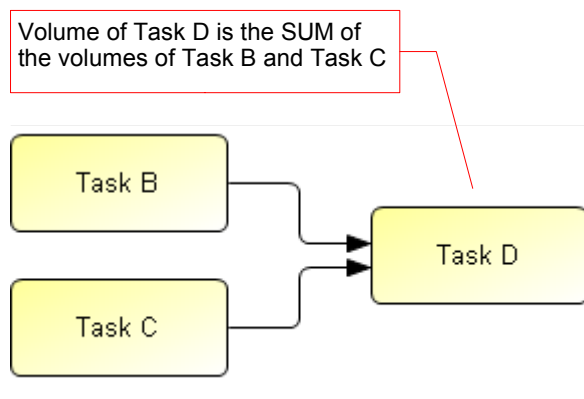 Volume of Task D is the SUM of
the volumes of Task B and Task C
Task B
Task D
Task C